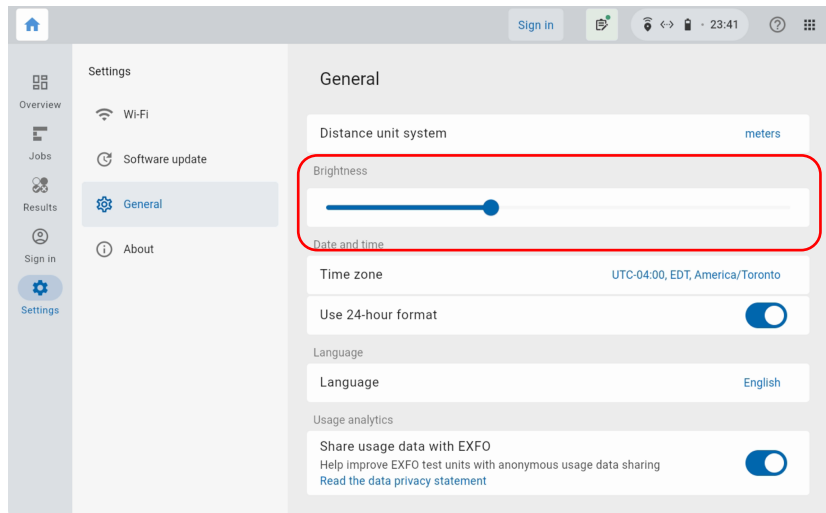 Sign in
23:41
Overview
Jobs
Results
Sign in
Settings
Settings
Wi-Fi
Software update
General
About
General
Distance unit system meters
Brightness
Date and time
Time zone UTC-04:00, EDT, America/Toronto
Use 24-hour format
Language
Language English
Usage analytics
Share usage data with EXFO
Help improve EXFO test units with anonymous usage data sharing
Read the data privacy statement